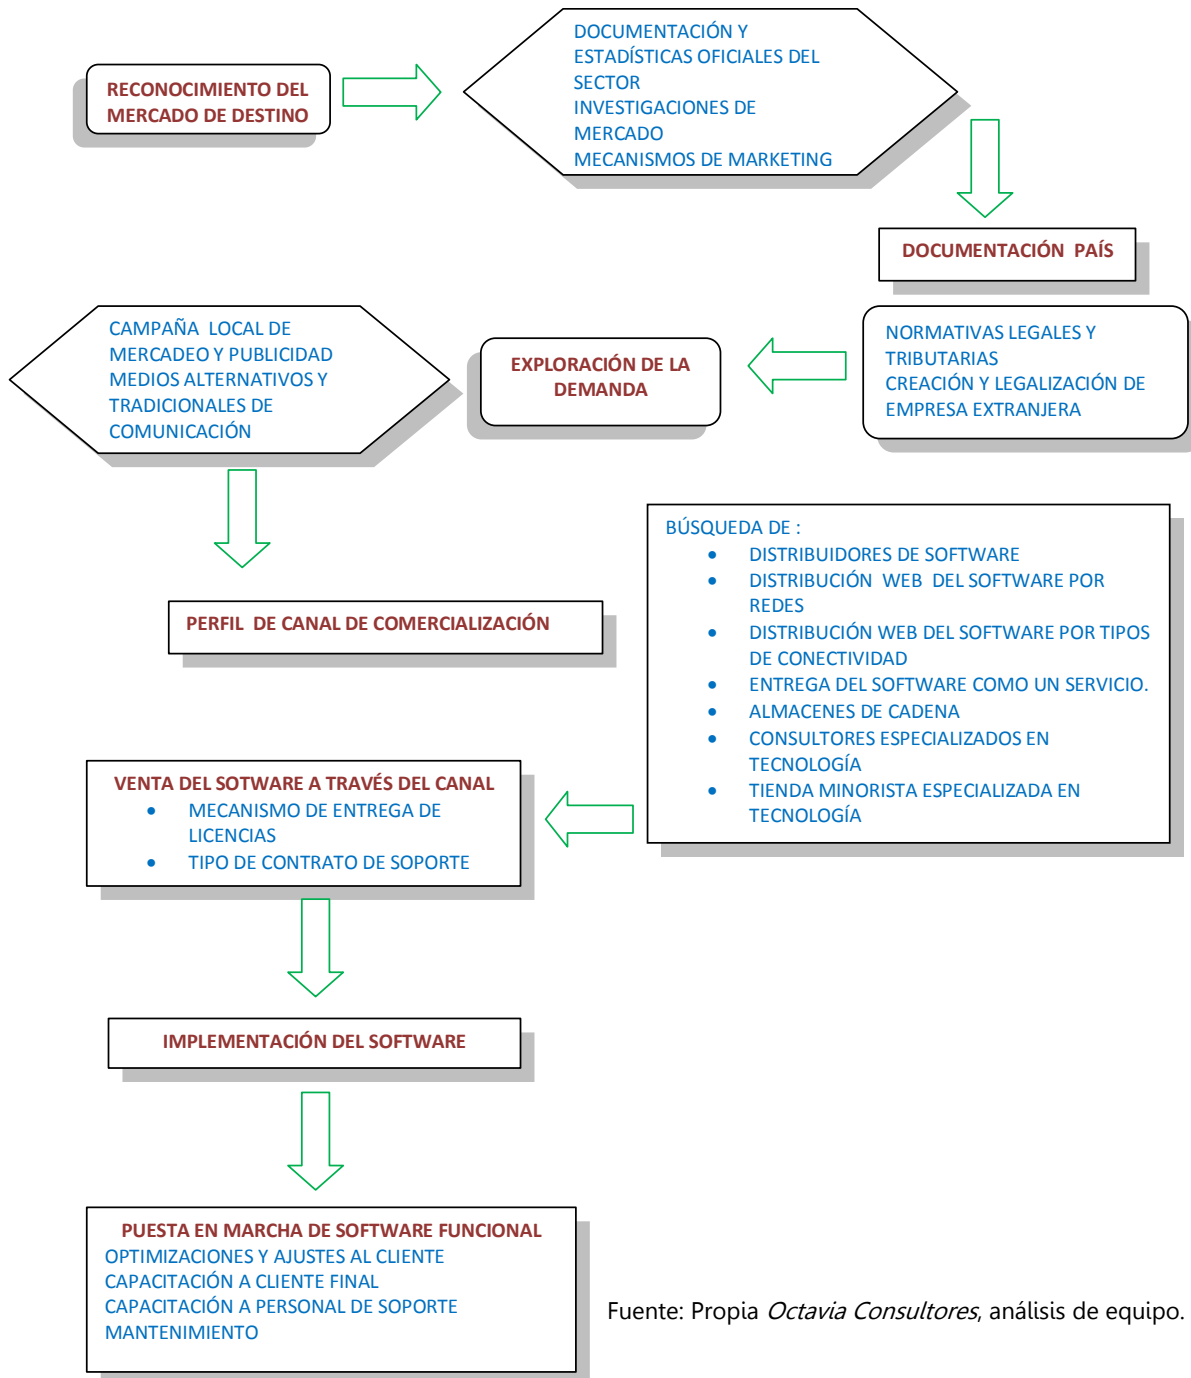 RECONOCIMIENTO DEL
MERCADO DE DESTINO
DOCUMENTACIÓN Y
ESTADÍSTICAS OFICIALES DEL
SECTOR
INVESTIGACIONES DE
MERCADO
MECANISMOS DE MARKETING
DOCUMENTACIÓN  PAÍS
NORMATIVAS LEGALES Y
TRIBUTARIAS
CREACIÓN Y LEGALIZACIÓN DE
EMPRESA EXTRANJERA
EXPLORACIÓN DE LA
DEMANDA
CAMPAÑA  LOCAL DE
MERCADEO Y PUBLICIDAD
MEDIOS ALTERNATIVOS Y
TRADICIONALES DE
COMUNICACIÓN
PERFIL  DE CANAL DE COMERCIALIZACIÓN
BÚSQUEDA DE :
• DISTRIBUIDORES DE SOFTWARE
• DISTRIBUCIÓN  WEB  DEL SOFTWARE POR
REDES
• DISTRIBUCIÓN WEB DEL SOFTWARE POR TIPOS
DE CONECTIVIDAD
• ENTREGA DEL SOFTWARE COMO UN SERVICIO.
• ALMACENES DE CADENA
• CONSULTORES ESPECIALIZADOS EN
TECNOLOGÍA
• TIENDA MINORISTA ESPECIALIZADA EN
TECNOLOGÍA
VENTA DEL SOTWARE A TRAVÉS DEL CANAL
• MECANISMO DE ENTREGA DE
LICENCIAS
• TIPO DE CONTRATO DE SOPORTE
IMPLEMENTACIÓN DEL SOFTWARE
PUESTA EN MARCHA DE SOFTWARE FUNCIONAL
OPTIMIZACIONES Y AJUSTES AL CLIENTE
CAPACITACIÓN A CLIENTE FINAL
CAPACITACIÓN A PERSONAL DE SOPORTE
MANTENIMIENTO
Fuente: Propia Octavia Consultores, análisis de equipo.